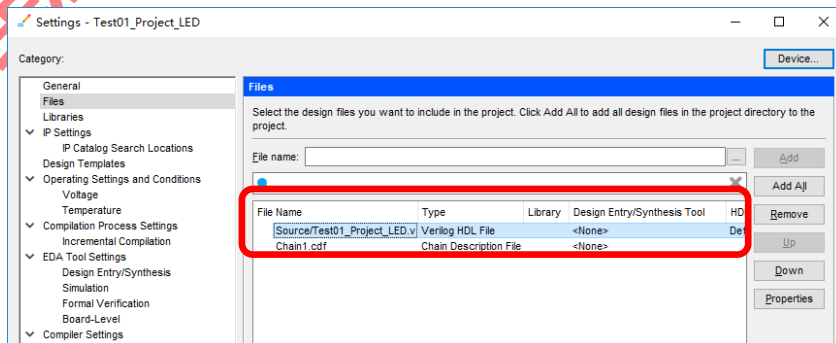 Settings - Test01_Project_LED
Category:
Device...
General
Files
Libraries
IP Settings
IP Catalog Search Locations
Design Templates
Operating Settings and Conditions
Voltage
Temperature
Compilation Process Settings
Incremental Compilation
EDA Tool Settings
Design Entry/Synthesis
Simulation
Formal Verification
Board-Level
Compiler Settings
Files
Select the design files you want to include in the project. Click Add All to add all design files in the project directory to the
project.
File name:
...
Add
Add All
File Name Type Library Design Entry/Synthesis Tool HD
Source/Test01_Project_LED.v Verilog HDL File <None> Def
Chain1.cdf Chain Description File <None>
Remove
Up
Down
Properties